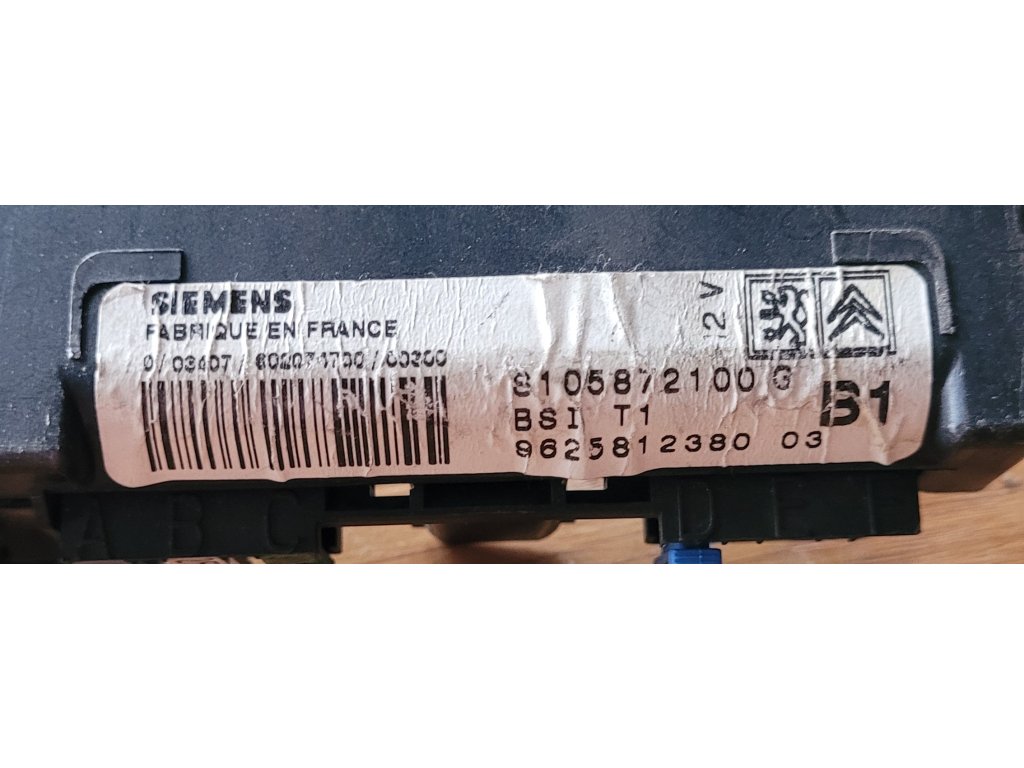 SIEMENS
FABRIQUE EN FRANCE
12 V
S105872100 G
BSI T1
B1
9625812380 03
A B C D E F